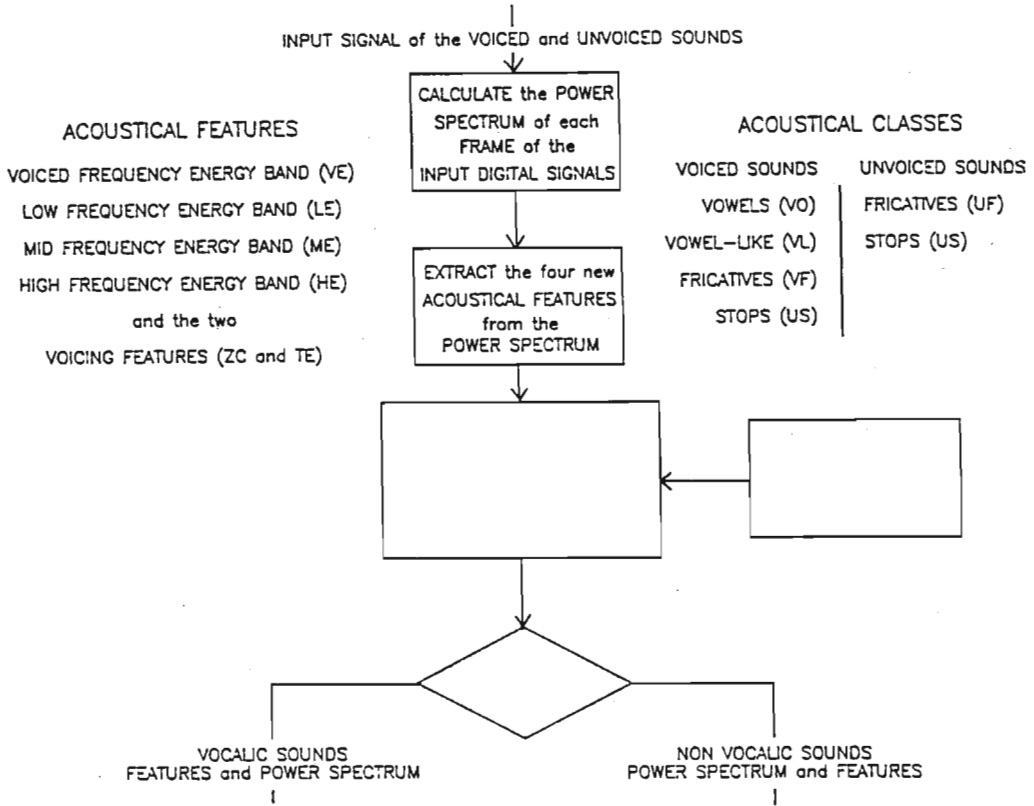 INPUT SIGNAL of the VOICED and UNVOICED SOUNDS
CALCULATE the POWER
SPECTRUM of each
FRAME of the
INPUT DIGITAL SIGNALS
ACOUSTICAL FEATURES
VOICED FREQUENCY ENERGY BAND (VE)
LOW FREQUENCY ENERGY BAND (LE)
MID FREQUENCY ENERGY BAND (ME)
HIGH FREQUENCY ENERGY BAND (HE)
and the two
VOICING FEATURES (ZC and TE)
ACOUSTICAL CLASSES
VOICED SOUNDS
VOWELS (VO)
VOWEL-LIKE (VL)
FRICATIVES (VF)
STOPS (US)
UNVOICED SOUNDS
FRICATIVES (UF)
STOPS (US)
EXTRACT the four new
ACOUSTICAL FEATURES
from the
POWER SPECTRUM
VOCALIC SOUNDS
FEATURES and POWER SPECTRUM
NON VOCALIC SOUNDS
POWER SPECTRUM and FEATURES